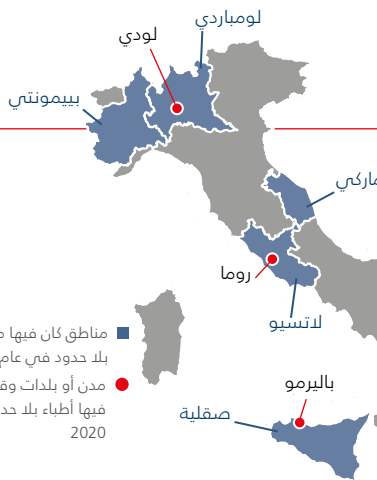 لومباردي
لودي
بييمونتي
ماركي
روما
لاتسيو
مناطق كان فيها
بلا حدود في عام
مدن أو بلدات
فيها أطباء بلا
2020
باليرمو
صقلية